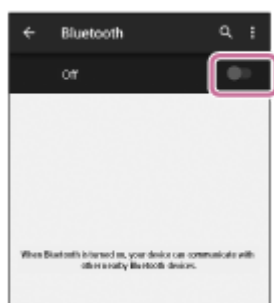 Bluetooth
Off
When Bluetooth is turned on, your device can communicate with
other nearby Bluetooth devices.